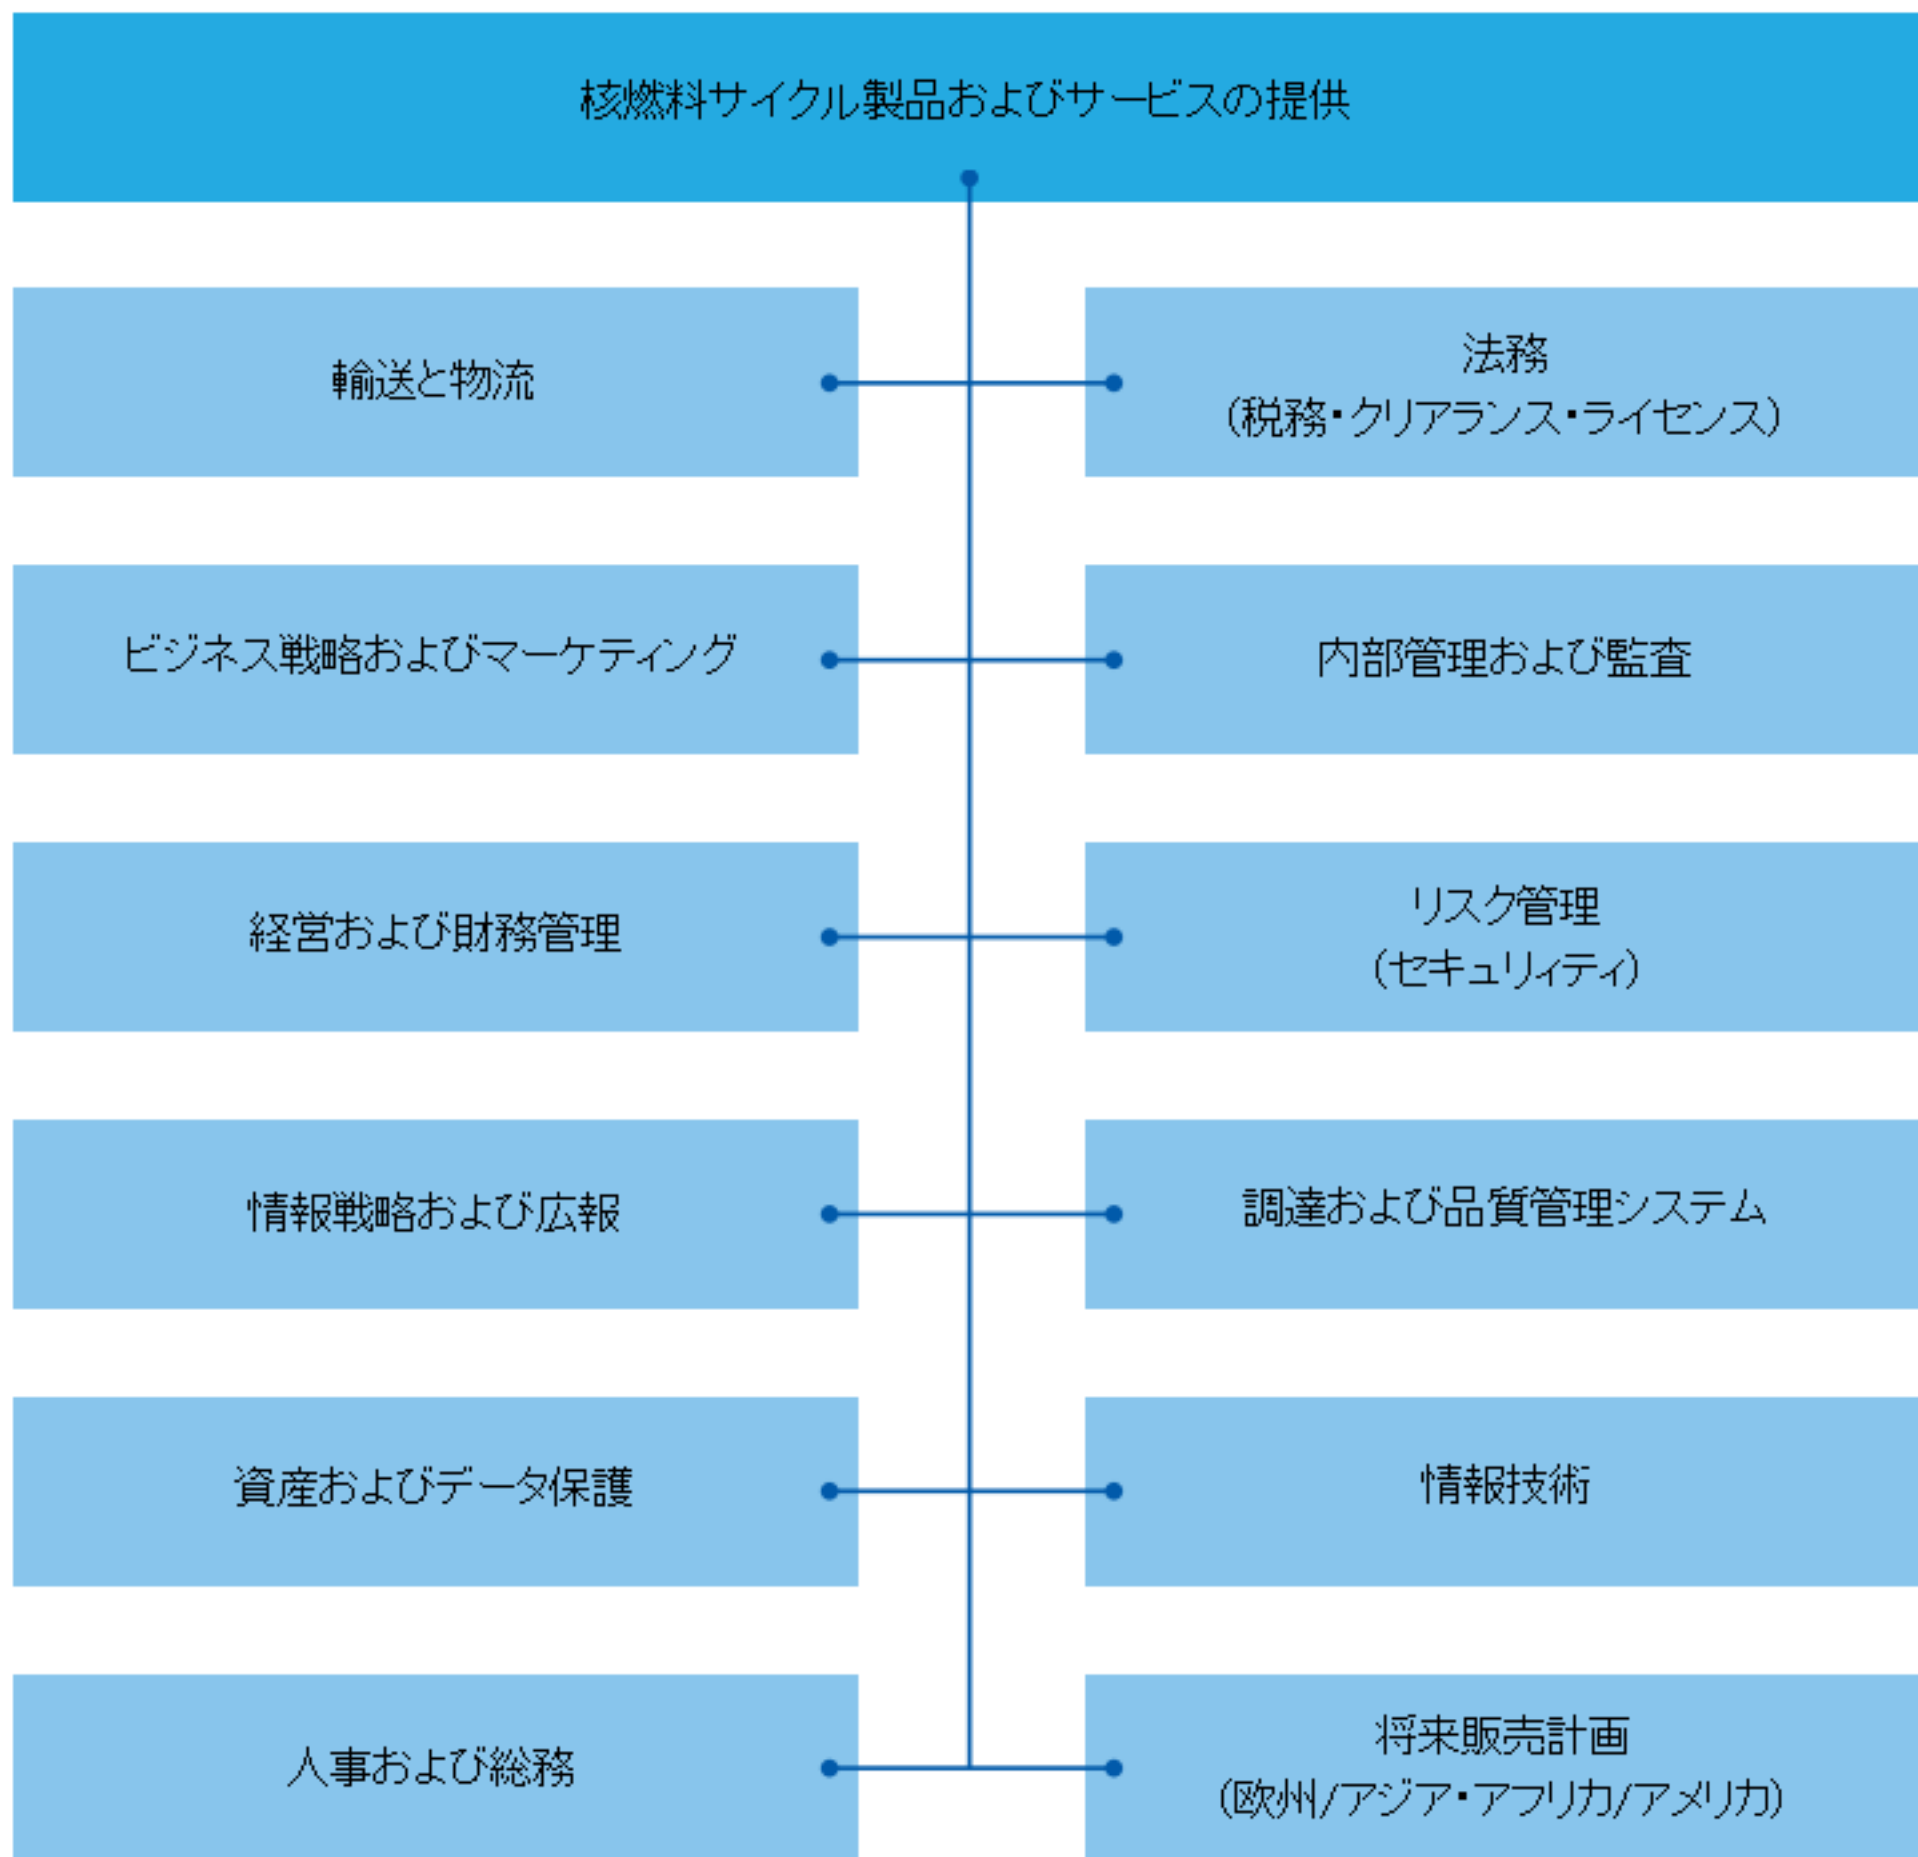 核燃料サイクル製品およびサービスの提供
輸送と物流
法務
(税務・クリアランス・ライセンス)
ビジネス戦略およびマーケティング
内部管理および監査
経営および財務管理
リスク管理
(セキュリィティ)
情報戦略および広報
調達および品質管理システム
資産およびデータ保護
情報技術
人事および総務
将来販売計画
(欧州/アジア・アフリカ/アメリカ)